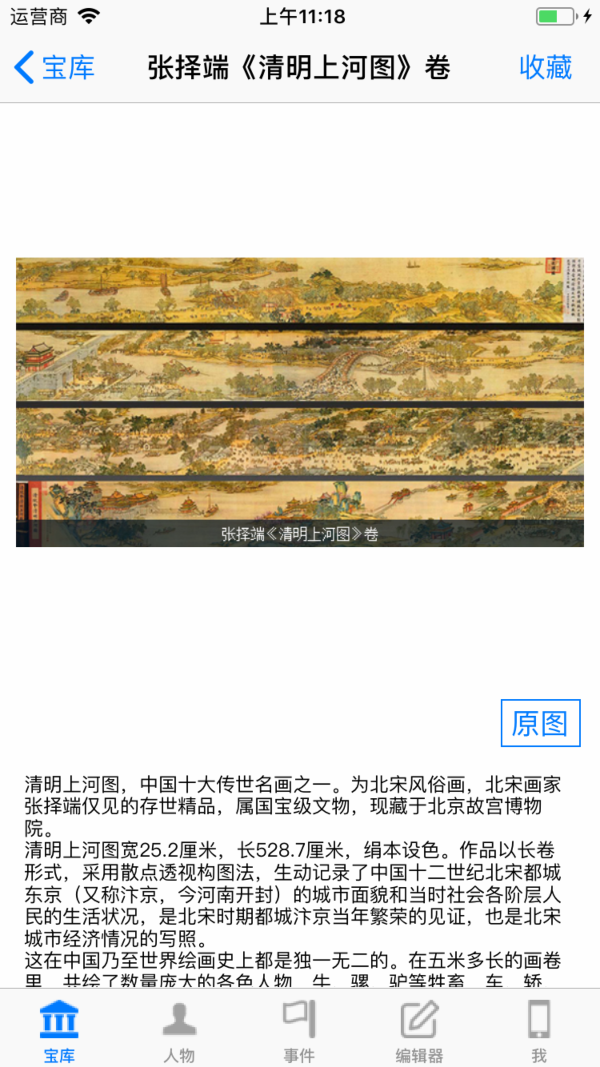 运营商 上午11:18
宝库 张择端《清明上河图》卷 收藏
张择端《清明上河图》卷
原图
清明上河图，中国十大传世名画之一。为北宋风俗画，北宋画家
张择端仅见的存世精品，属国宝级文物，现藏于北京故宫博物
院。
清明上河图宽25.2厘米，长528.7厘米，绢本设色。作品以长卷
形式，采用散点透视构图法，生动记录了中国十二世纪北宋都城
东京（又称汴京，今河南开封）的城市面貌和当时社会各阶层人
民的生活状况，是北宋时期都城汴京当年繁荣的见证，也是北宋
城市经济情况的写照。
这在中国乃至世界绘画史上都是独一无二的。在五米多长的画卷
里，共绘了数量庞大的各色人物，牛、骡、驴等牲畜，车、轿、
宝库 人物 事件 编辑器 我